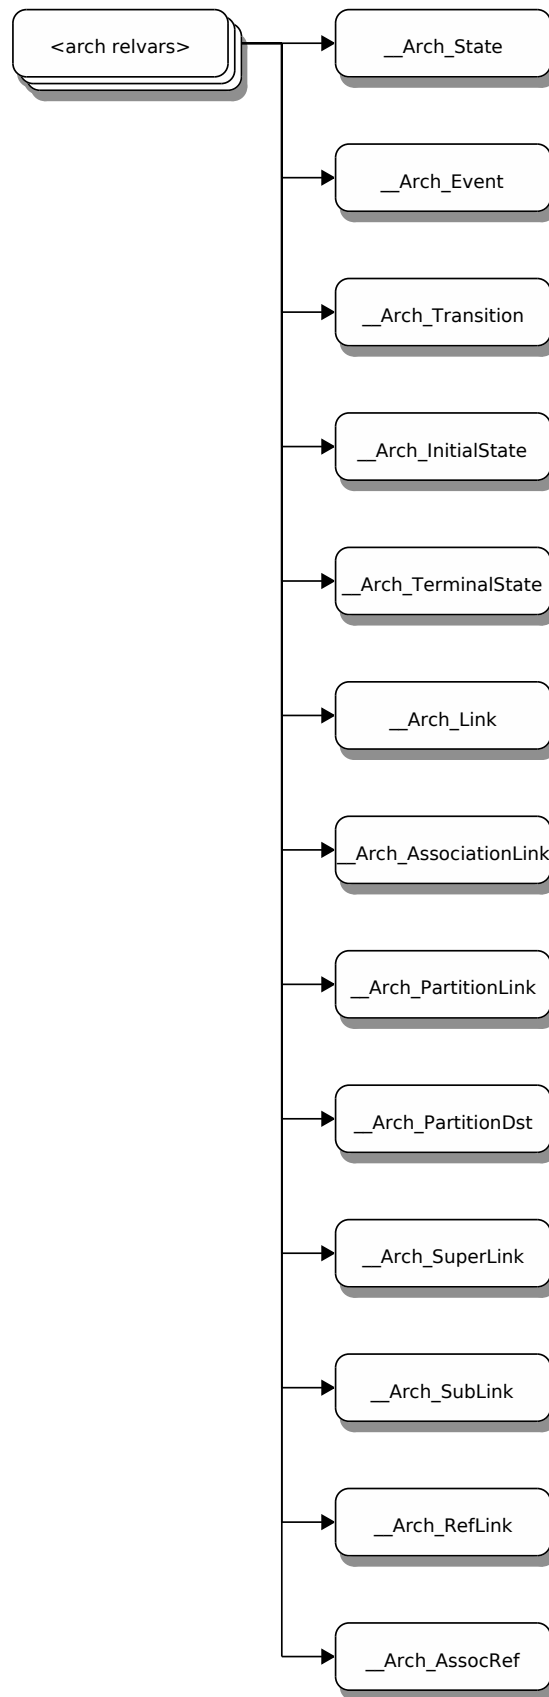 <arch relvars>
__Arch_State
__Arch_Event
__Arch_Transition
__Arch_InitialState
__Arch_TerminalState
__Arch_Link
__Arch_AssociationLink
__Arch_PartitionLink
__Arch_PartitionDst
__Arch_SuperLink
__Arch_SubLink
__Arch_RefLink
__Arch_AssocRef